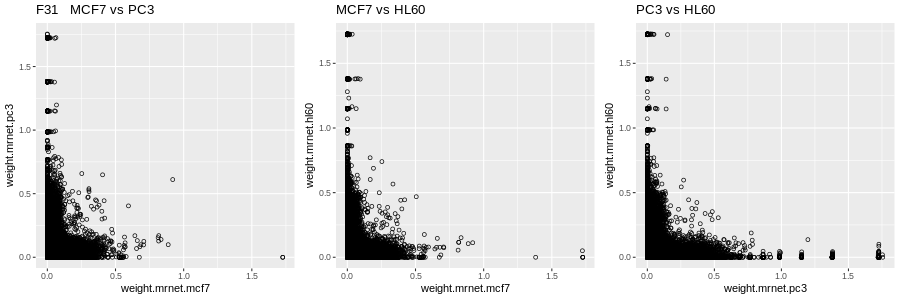 F31 MCF7 vs PC3
MCF7 vs HL60
PC3 vs HL60
weight.mrnet.pc3
1.5
1.0
0.5
0.0
0.0 0.5 1.0 1.5
weight.mrnet.mcf7
weight.mrnet.hl60
1.5
1.0
0.5
0.0
0.0 0.5 1.0 1.5
weight.mrnet.mcf7
weight.mrnet.hl60
1.5
1.0
0.5
0.0
0.0 0.5 1.0 1.5
weight.mrnet.pc3